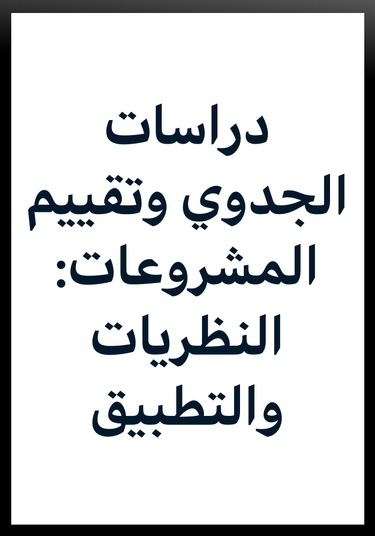 دراسات
الجدوي وتقييم
المشروعات:
النظريات
والتطبيق